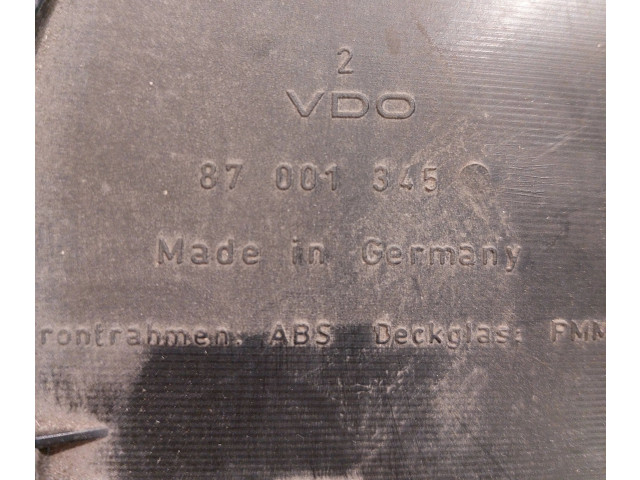 2
VDO
87 001 345
Made in Germany
rontrahmen: ABS Deckglas: PMM